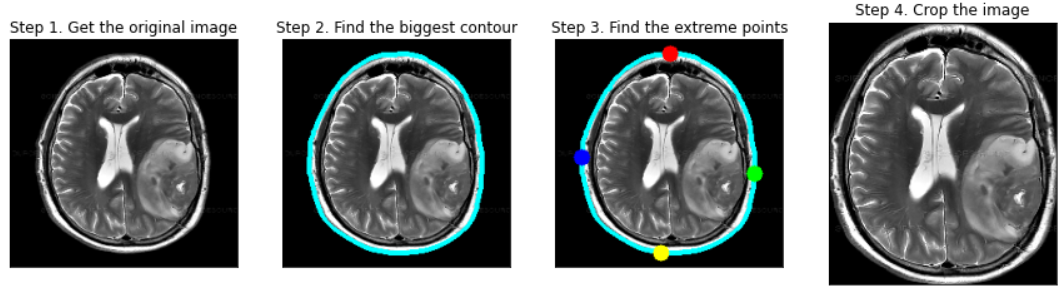 Step 1. Get the original image
Step 2. Find the biggest contour
Step 3. Find the extreme points
Step 4. Crop the image